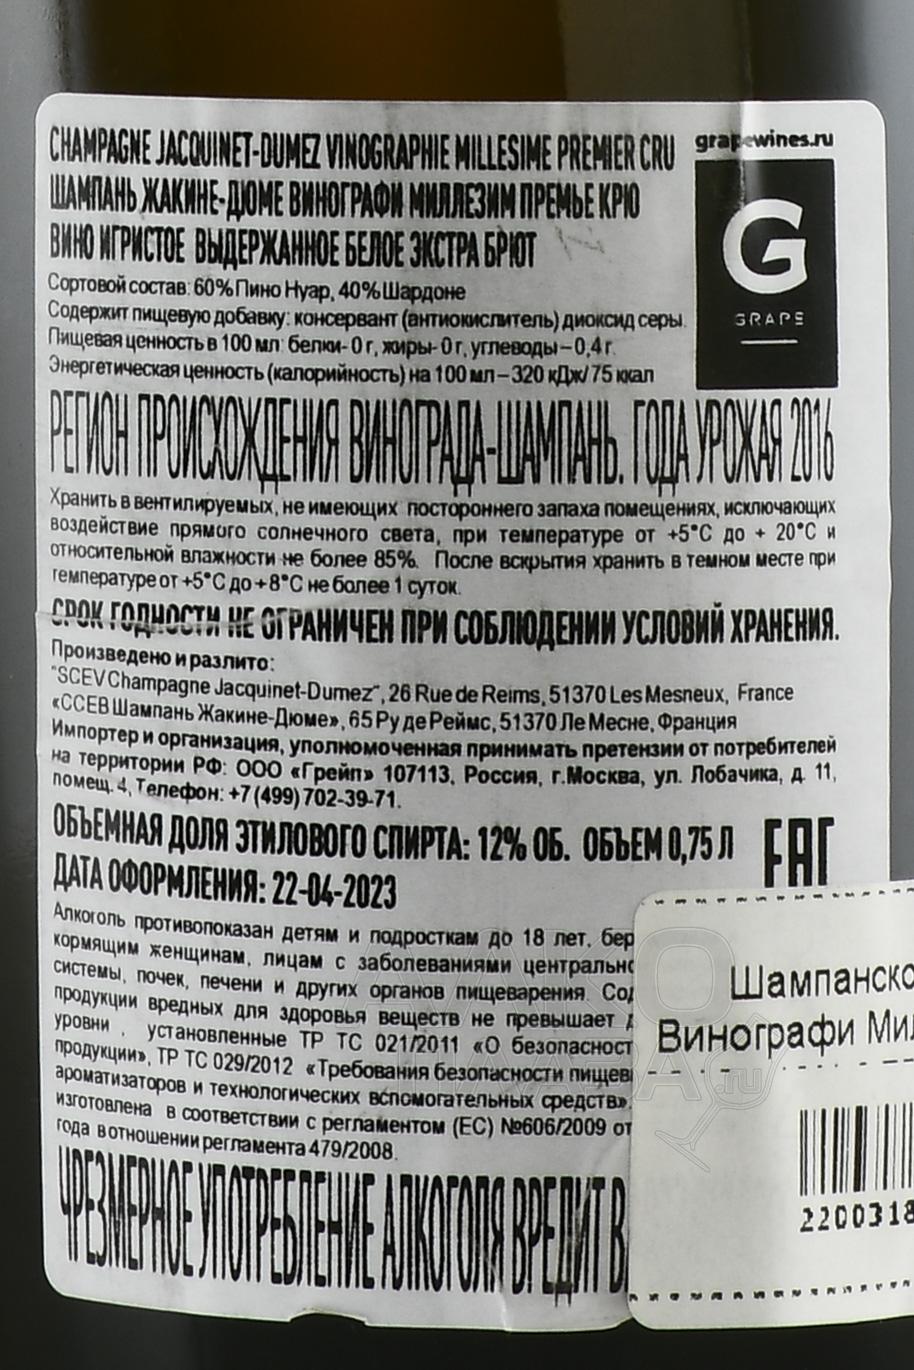 CHAMPAGNE JACQUINET-DUMEZ VINOGRAPHIE MILLESIME PREMIER CRU
grapewines.ru
ШАМПАНЬ ЖАКИНЕ-ДЮМЕ ВИНОГРАФИ МИЛЛЕЗИМ ПРЕМЬЕ КРЮ
ВИНО ИГРИСТОЕ ВЫДЕРЖАННОЕ БЕЛОЕ ЭКСТРА БРЮТ
G
GRAPE
Сортовой состав: 60% Пино Нуар, 40% Шардоне
Содержит пищевую добавку: консервант (антиокислитель) диоксид серы.
Пищевая ценность в 100 мл: белки- 0 г, жиры- 0 г, углеводы – 0,4 г.
Энергетическая ценность (калорийность) на 100 мл – 320 кДж/ 75 ккал
РЕГИОН ПРОИСХОЖДЕНИЯ ВИНОГРАДА-ШАМПАНЬ. ГОДА УРОЖАЯ 2016
Хранить в вентилируемых, не имеющих постороннего запаха помещениях, исключающих
воздействие прямого солнечного света, при температуре от +5°С до + 20°С и
относительной влажности не более 85%. После вскрытия хранить в темном месте при
температуре от +5°С до +8°С не более 1 суток.
СРОК ГОДНОСТИ НЕ ОГРАНИЧЕН ПРИ СОБЛЮДЕНИИ УСЛОВИЙ ХРАНЕНИЯ.
Произведено и разлито:
"SCEV Champagne Jacquinet-Dumez", 26 Rue de Reims, 51370 Les Mesneux, France
«ССЕВ Шампань Жакине-Дюме», 65 Ру де Реймс, 51370 Ле Месне, Франция
Импортер и организация, уполномоченная принимать претензии от потребителей
на территории РФ: ООО «Грейп» 107113, Россия, г.Москва, ул. Лобачика, д. 11,
помещ. 4, Телефон: +7 (499) 702-39-71.
ОБЪЕМНАЯ ДОЛЯ ЭТИЛОВОГО СПИРТА: 12% ОБ. ОБЪЕМ 0,75 Л
EAC
ДАТА ОФОРМЛЕНИЯ: 22-04-2023
Алкоголь противопоказан детям и подросткам до 18 лет, бер
кормящим женщинам, лицам с заболеваниями центрально
системы, почек, печени и других органов пищеварения. Сод
продукции вредных для здоровья веществ не превышает д
уровни , установленные ТР ТС 021/2011 «О безопасност
продукции», ТР ТС 029/2012 «Требования безопасности пищев
ароматизаторов и технологических вспомогательных средств».
изготовлена в соответствии с регламентом (ЕС) №606/2009 от
года в отношении регламента 479/2008.
ЧРЕЗМЕРНОЕ УПОТРЕБЛЕНИЕ АЛКОГОЛЯ ВРЕДИТ В
Шампанско
Винографи Мил
2200318